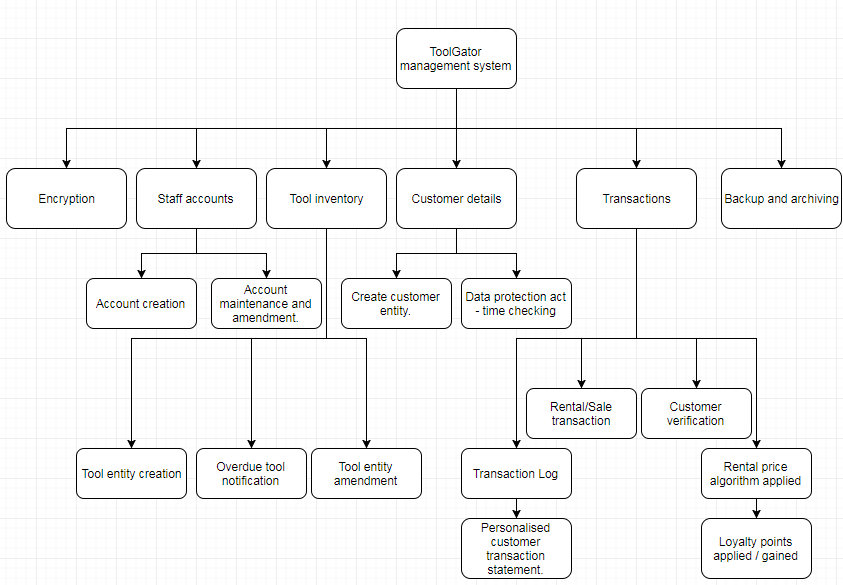 ToolGator
management system
Encryption
Staff accounts
Tool inventory
Customer details
Transactions
Backup and archiving
Account creation
Account
maintenance and
amendment.
Create customer
entity.
Data protection act
- time checking
Rental/Sale
transaction
Customer
verification
Tool entity creation
Overdue tool
notification
Tool entity
amendment
Transaction Log
Rental price
algorithm applied
Personalised
customer
transaction
statement.
Loyalty points
applied / gained